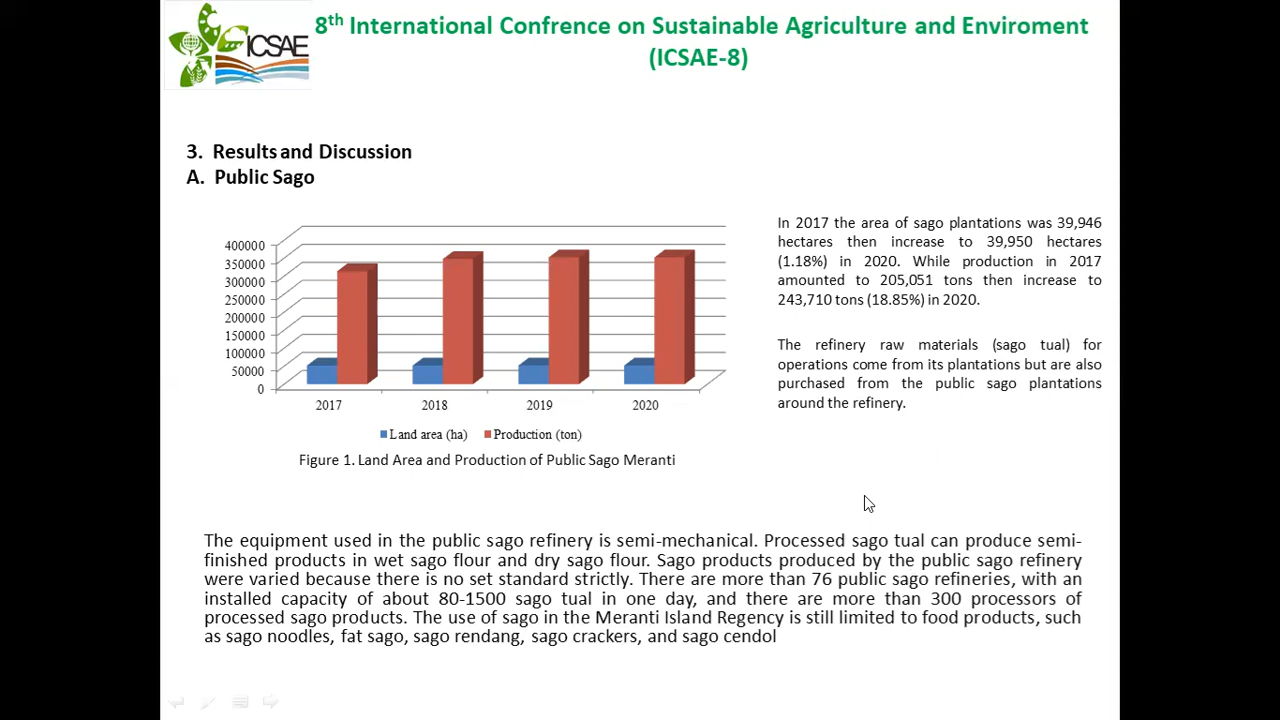 ICSAE
8th International Confrence on Sustainable Agriculture and Enviroment
(ICSAE-8)
3. Results and Discussion
A. Public Sago
400000
350000
300000
250000
200000
150000
100000
50000
0
2017 2018 2019 2020
Land area (ha) Production (ton)
Figure 1. Land Area and Production of Public Sago Meranti
In 2017 the area of sago plantations was 39,946
hectares then increase to 39,950 hectares
(1.18%) in 2020. While production in 2017
amounted to 205,051 tons then increase to
243,710 tons (18.85%) in 2020.
The refinery raw materials (sago tual) for
operations come from its plantations but are also
purchased from the public sago plantations
around the refinery.
The equipment used in the public sago refinery is semi-mechanical. Processed sago tual can produce semi-
finished products in wet sago flour and dry sago flour. Sago products produced by the public sago refinery
were varied because there is no set standard strictly. There are more than 76 public sago refineries, with an
installed capacity of about 80-1500 sago tual in one day, and there are more than 300 processors of
processed sago products. The use of sago in the Meranti Island Regency is still limited to food products, such
as sago noodles, fat sago, sago rendang, sago crackers, and sago cendol